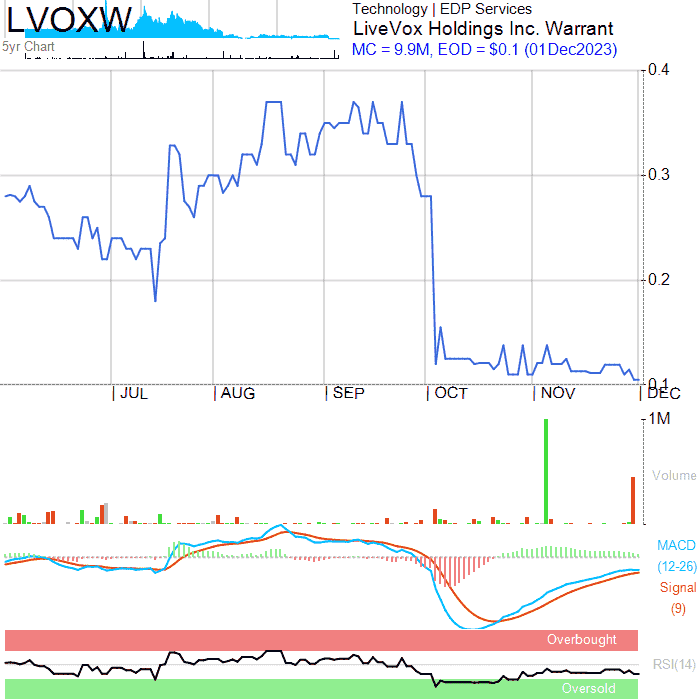 LVOXW
5yr Chart
Technology | EDP Services
LiveVox Holdings Inc. Warrant
MC = 9.9M, EOD = $0.1 (01Dec2023)
0.4
0.3
0.2
0.1
| JUL | AUG | SEP | OCT | NOV | DEC
1M
Volume
MACD
(12-26)
Signal
(9)
Overbought
RSI(14)
Oversold